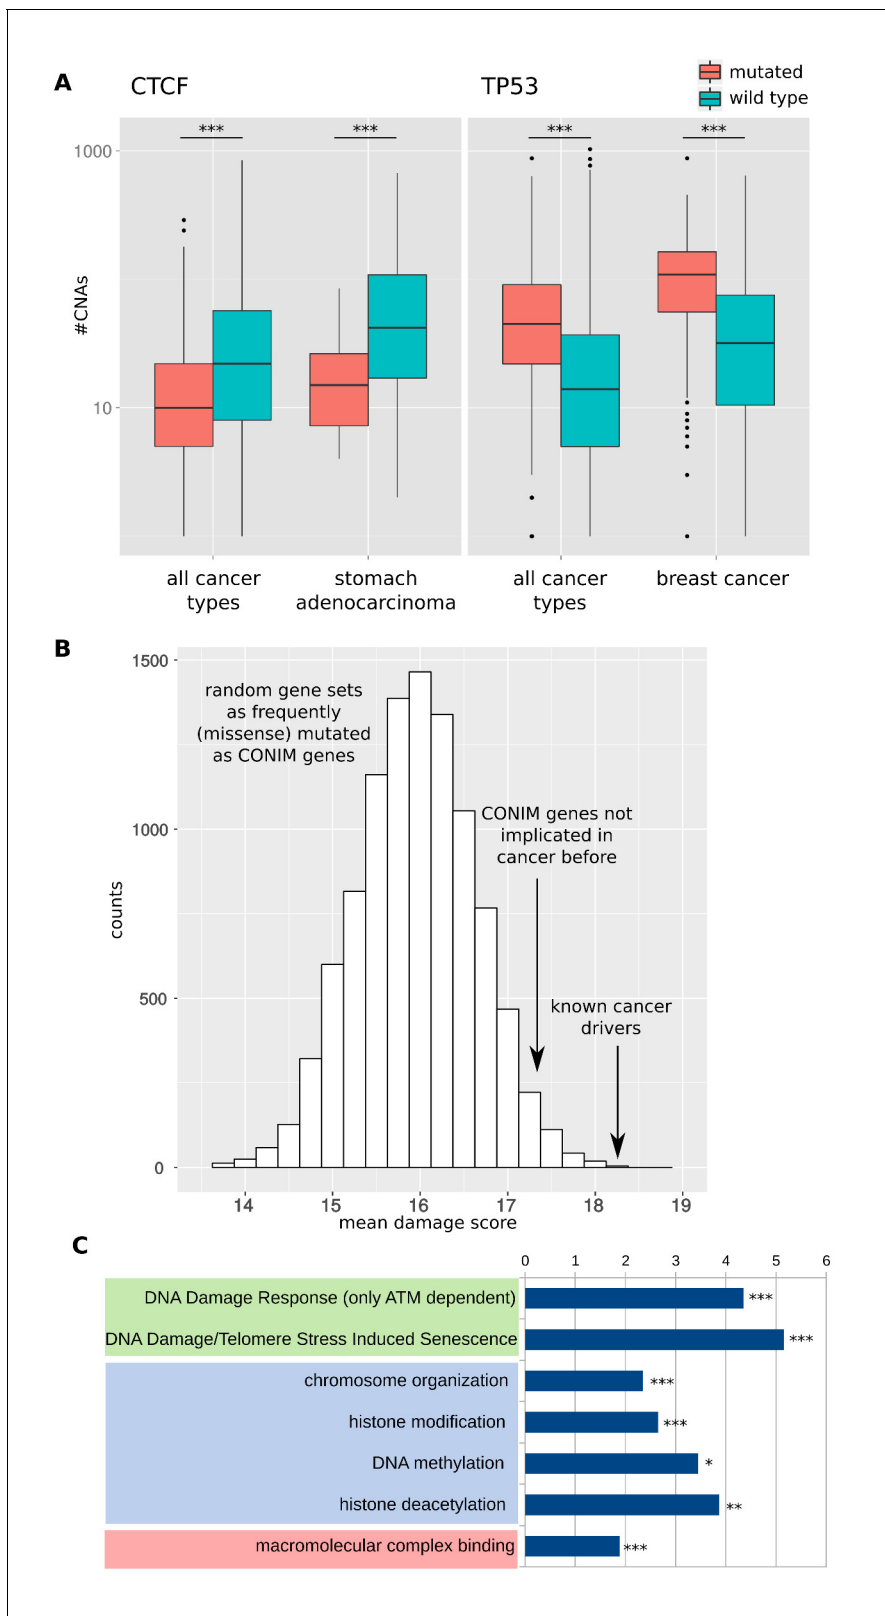 A
CTCF
TP53
mutated
wild type
***
***
***
***
1000
10
#CNAs
all cancer
types
stomach
adenocarcinoma
all cancer
types
breast cancer
B
1500
1000
500
0
counts
random gene sets
as frequently
(missense) mutated
as CONIM genes
CONIM genes not
implicated in
cancer before
known cancer
drivers
14 15 16 17 18 19
mean damage score
C
0 1 2 3 4 5 6
DNA Damage Response (only ATM dependent) ***
DNA Damage/Telomere Stress Induced Senescence ***
chromosome organization ***
histone modification ***
DNA methylation *
histone deacetylation **
macromolecular complex binding ***